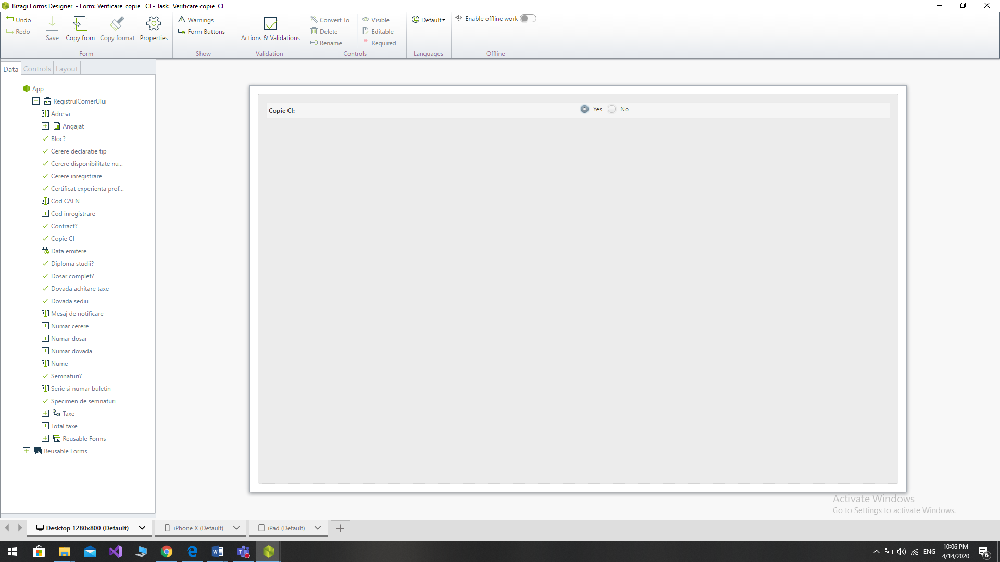 Bizagi Forms Designer - Form: Verificare_copie__CI - Task: Verificare copie CI
Undo
Redo
Save
Copy from
Copy format
Properties
Form
Warnings
Form Buttons
Show
Actions & Validations
Validation
Convert To
Delete
Rename
Visible
Editable
Required
Controls
Default
Languages
Enable offline work
Offline
Data
Controls
Layout
App
RegistrulComerUlui
Adresa
Angajat
Bloc?
Cerere declaratie tip
Cerere disponibilitate nu...
Cerere inregistrare
Certificat experienta prof...
Cod CAEN
Cod inregistrare
Contract?
Copie CI
Data emitere
Diploma studii?
Dosar complet?
Dovada achitare taxe
Dovada sediu
Mesaj de notificare
Numar cerere
Numar dosar
Numar dovada
Nume
Semnaturi?
Serie si numar buletin
Specimen de semnaturi
Taxe
Total taxe
Reusable Forms
Reusable Forms
Copie CI:
Yes
No
Activate Windows
Go to Settings to activate Windows.
Desktop 1280x800 (Default)
iPhone X (Default)
iPad (Default)
ENG
10:06 PM
4/14/2020
6